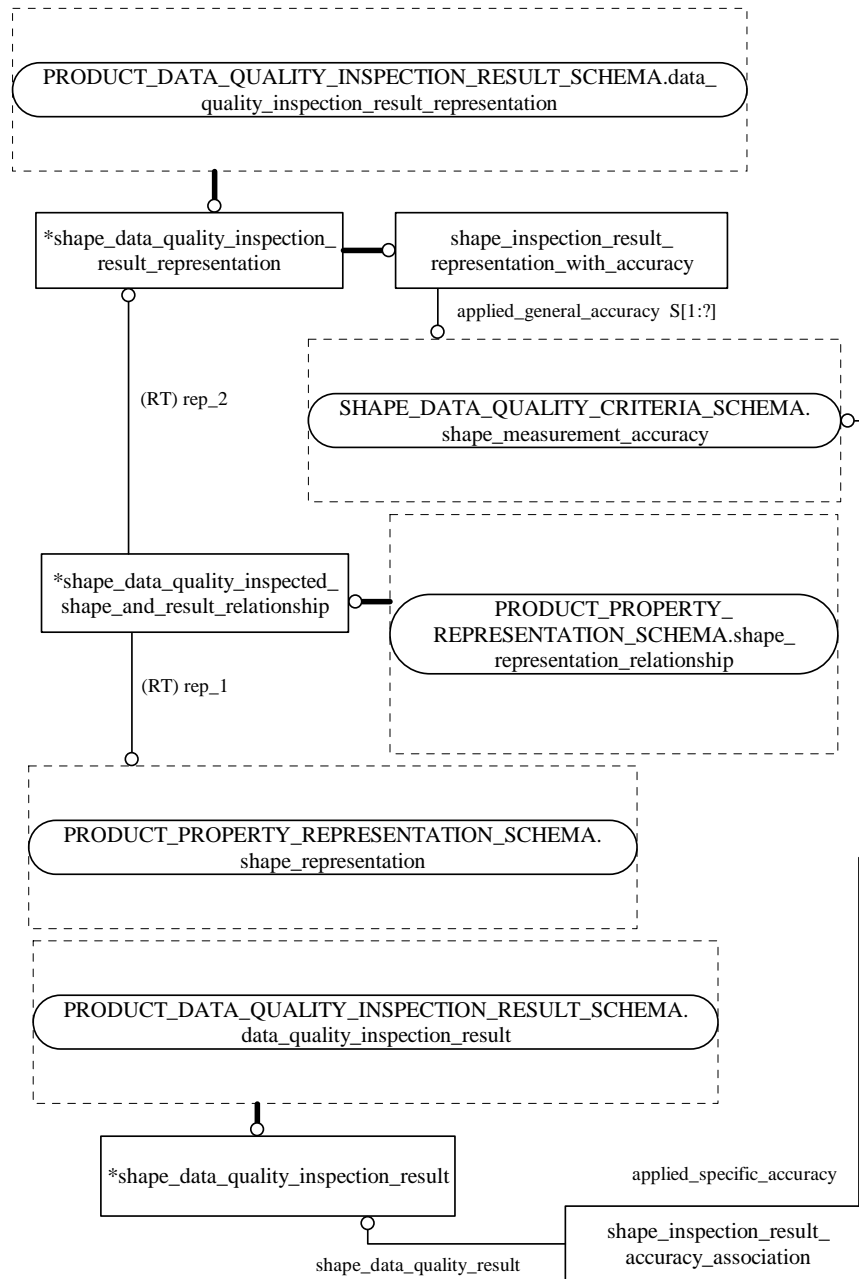 PRODUCT_DATA_QUALITY_INSPECTION_RESULT_SCHEMA.data_
quality_inspection_result_representation
*shape_data_quality_inspection_
result_representation
shape_inspection_result_
representation_with_accuracy
applied_general_accuracy S[1:?]
(RT) rep_2
SHAPE_DATA_QUALITY_CRITERIA_SCHEMA.
shape_measurement_accuracy
*shape_data_quality_inspected_
shape_and_result_relationship
PRODUCT_PROPERTY_
REPRESENTATION_SCHEMA.shape_
representation_relationship
(RT) rep_1
PRODUCT_PROPERTY_REPRESENTATION_SCHEMA.
shape_representation
PRODUCT_DATA_QUALITY_INSPECTION_RESULT_SCHEMA.
data_quality_inspection_result
*shape_data_quality_inspection_result
applied_specific_accuracy
shape_inspection_result_
accuracy_association
shape_data_quality_result